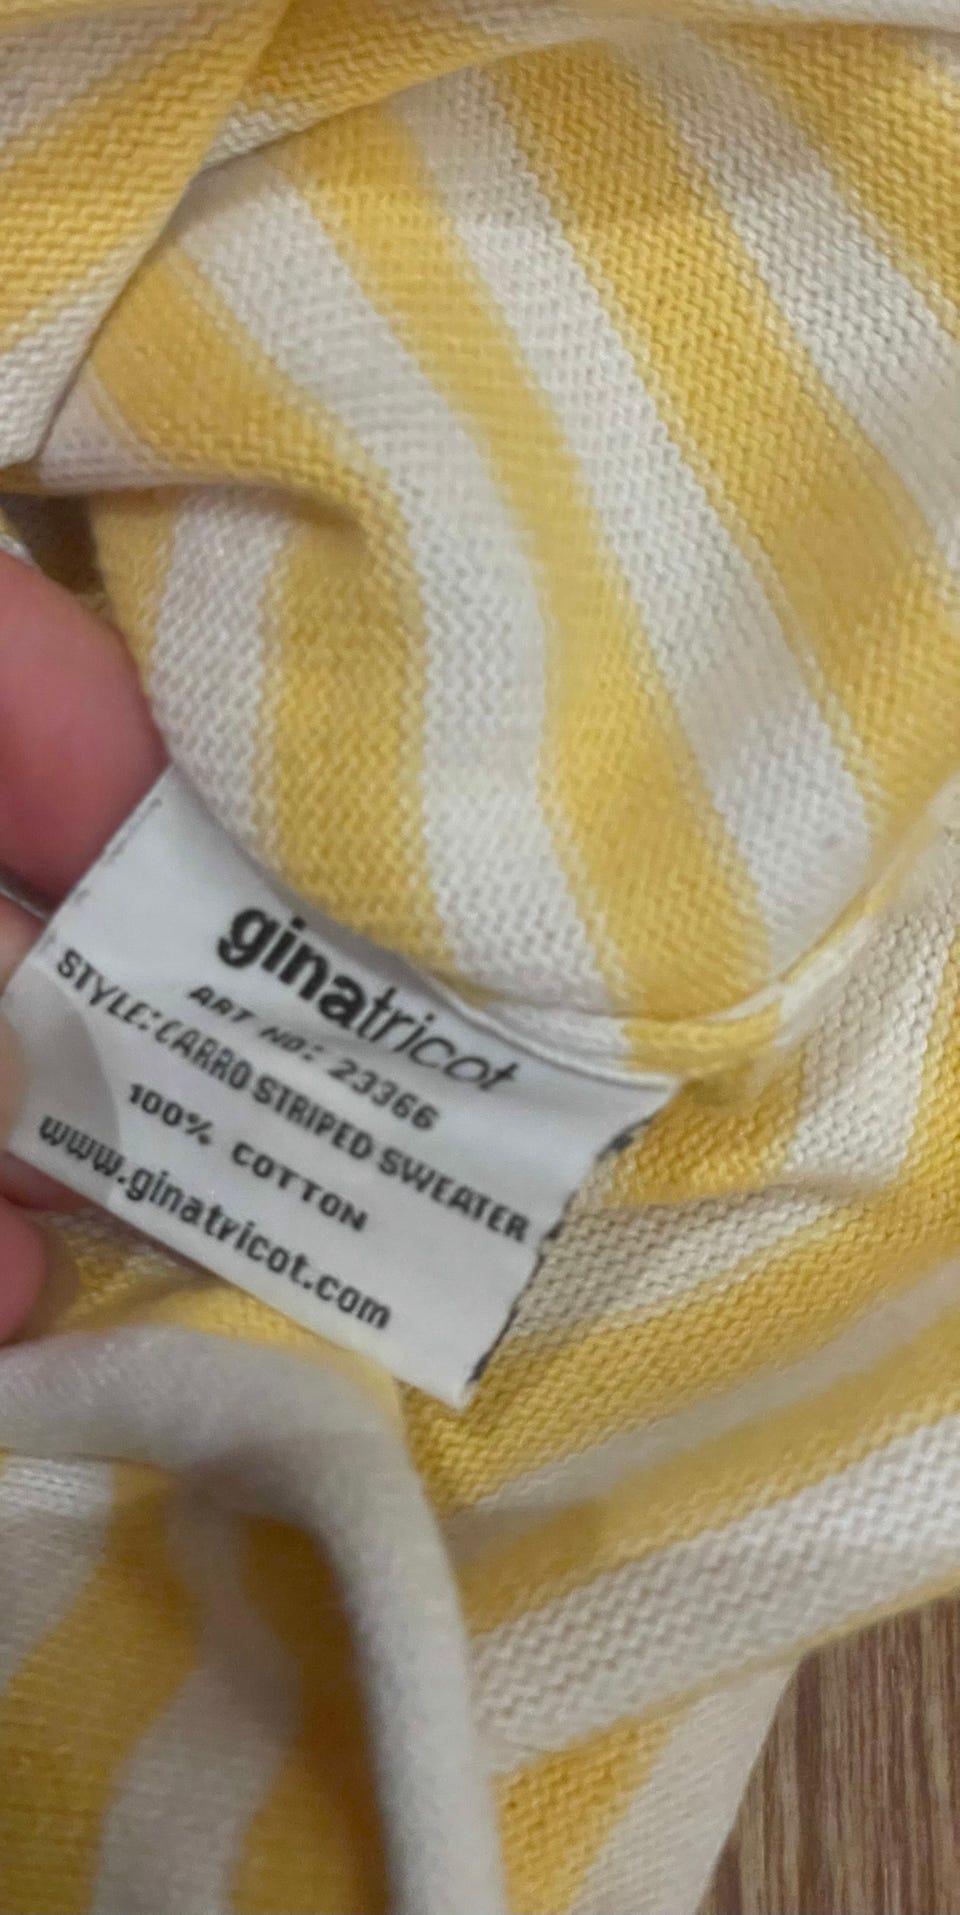 ginatricot
ART NO: 23366
STYLE: CARRO STRIPED SWEATER
100% COTTON
www.ginatricot.com